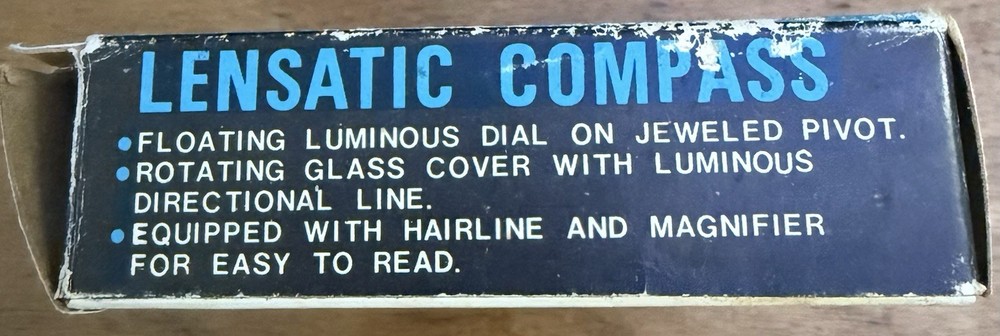 LENSATIC COMPASS
• FLOATING LUMINOUS DIAL ON JEWELED PIVOT.
• ROTATING GLASS COVER WITH LUMINOUS
DIRECTIONAL LINE.
• EQUIPPED WITH HAIRLINE AND MAGNIFIER
FOR EASY TO READ.